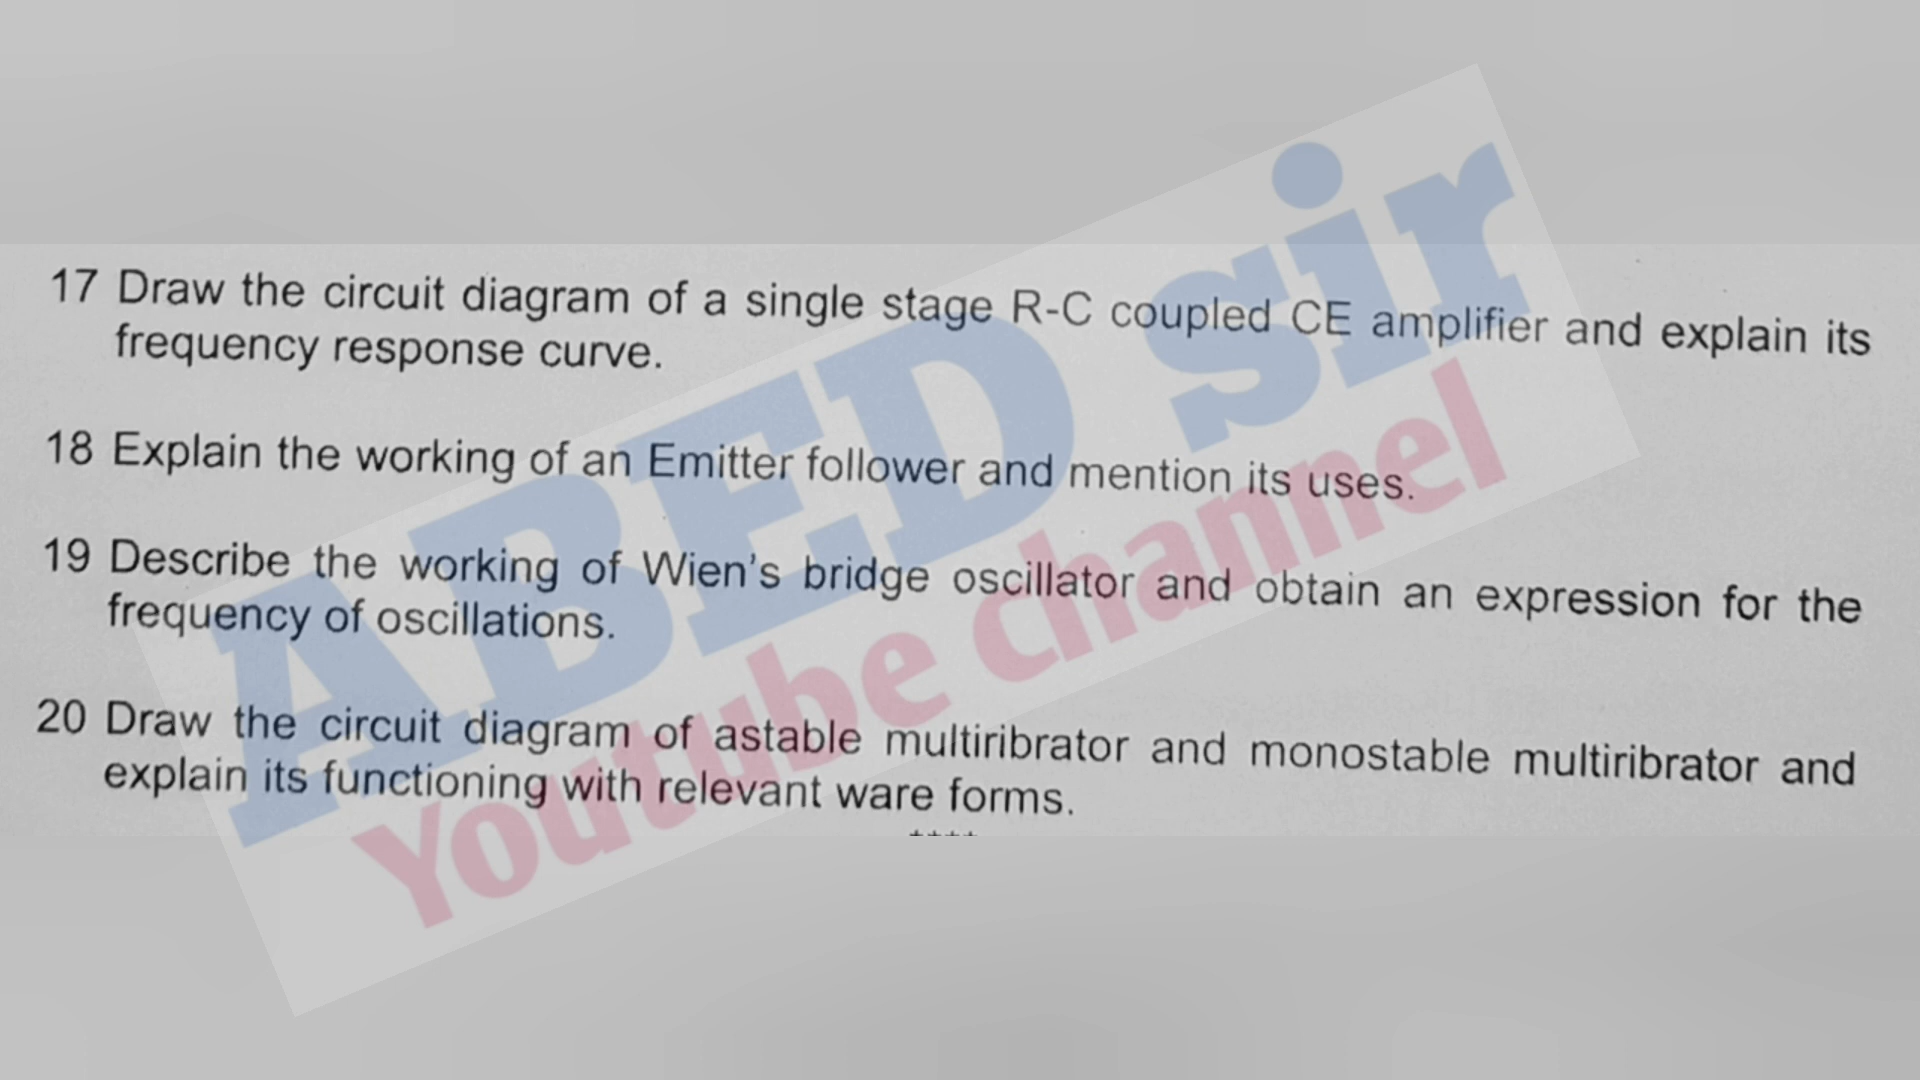 17 Draw the circuit diagram of a single stage R-C coupled CE amplifier and explain its
frequency response curve.
18 Explain the working of an Emitter follower and mention its uses.
19 Describe the working of Wien's bridge oscillator and obtain an expression for the
frequency of oscillations.
20 Draw the circuit diagram of astable multiribrator and monostable multiribrator and
explain its functioning with relevant ware forms.
****
ABED sir
Youtube channel